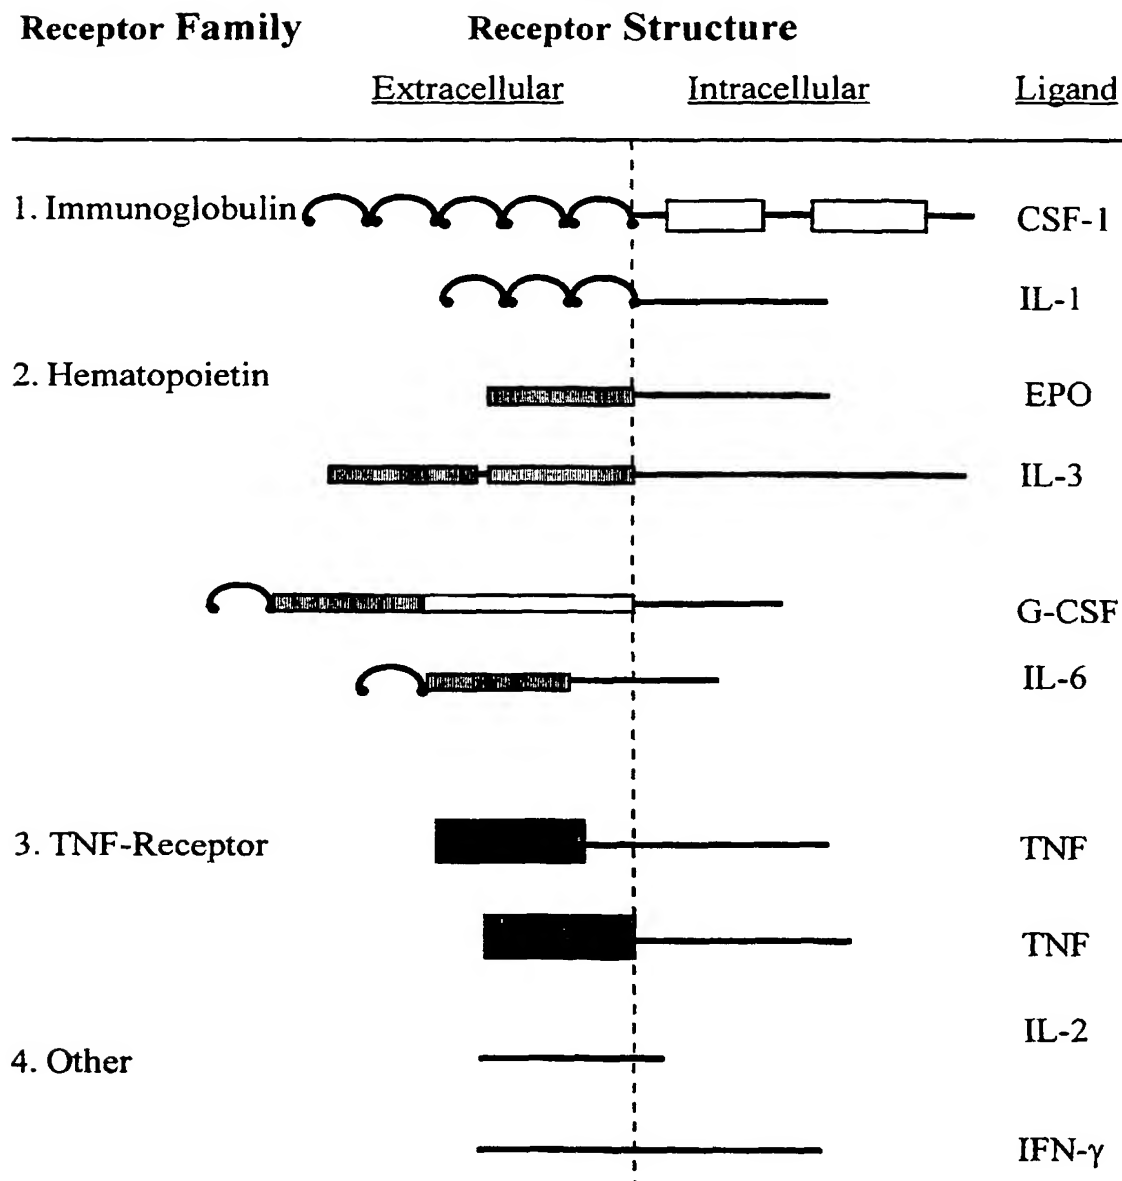 Receptor Family Receptor Structure
Extracellular Intracellular Ligand
1. Immunoglobulin CSF-1
IL-1
2. Hematopoietin EPO
IL-3
G-CSF
IL-6
3. TNF-Receptor TNF
TNF
IL-2
4. Other
IFN-γ